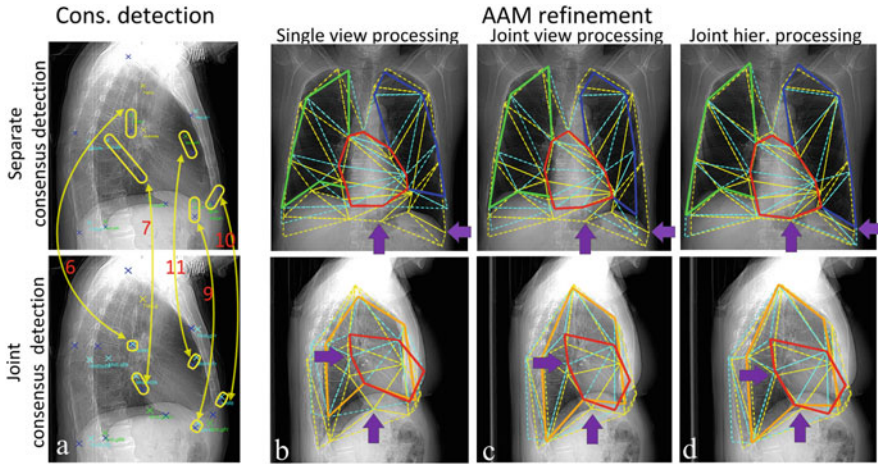 Cons. detection
AAM refinement
Single view processing
Joint view processing
Joint hier. processing
Separate
consensus detection
Joint
consensus detection
6
7
11
9
10
a
b
c
d